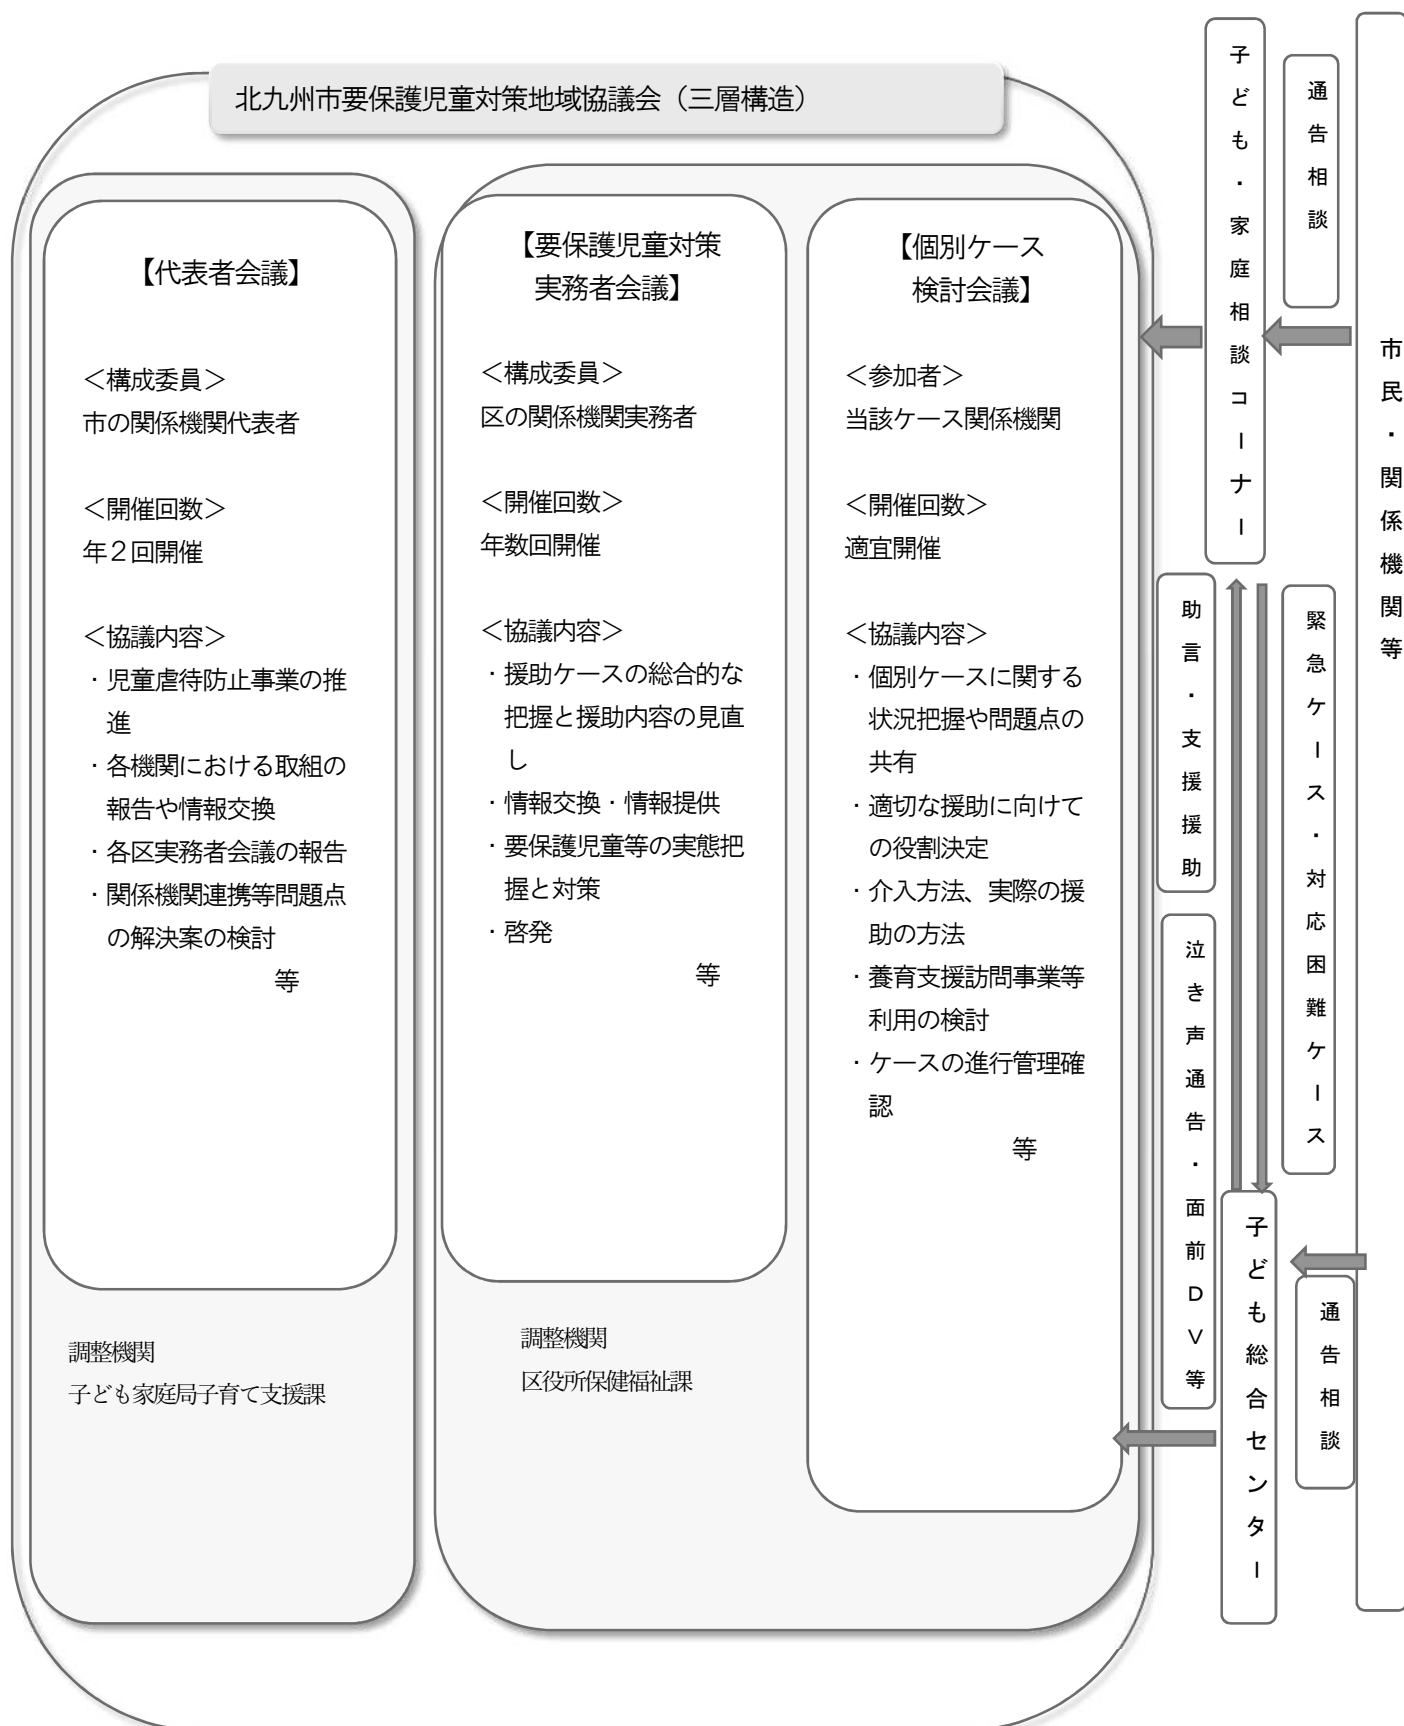 北九州市要保護児童対策地域協議会（三層構造）
【代表者会議】
＜構成委員＞
市の関係機関代表者
＜開催回数＞
年２回開催
＜協議内容＞
・児童虐待防止事業の推
進
・各機関における取組の
報告や情報交換
・各区実務者会議の報告
・関係機関連携等問題点
の解決案の検討
等
調整機関
子ども家庭局子育て支援課
【要保護児童対策
実務者会議】
＜構成委員＞
区の関係機関実務者
＜開催回数＞
年数回開催
＜協議内容＞
・援助ケースの総合的な
把握と援助内容の見直
し
・情報交換・情報提供
・要保護児童等の実態把
握と対策
・啓発
等
調整機関
区役所保健福祉課
【個別ケース
検討会議】
＜参加者＞
当該ケース関係機関
＜開催回数＞
適宜開催
＜協議内容＞
・個別ケースに関する
状況把握や問題点の
共有
・適切な援助に向けて
の役割決定
・介入方法、実際の援
助の方法
・養育支援訪問事業等
利用の検討
・ケースの進行管理確
認
等
子ども・家庭相談コーナー
通告相談
市民・関係機関等
助言・支援援助
緊急ケース・対応困難ケース
泣き声通告・面前ＤＶ等
子ども総合センター
通告相談